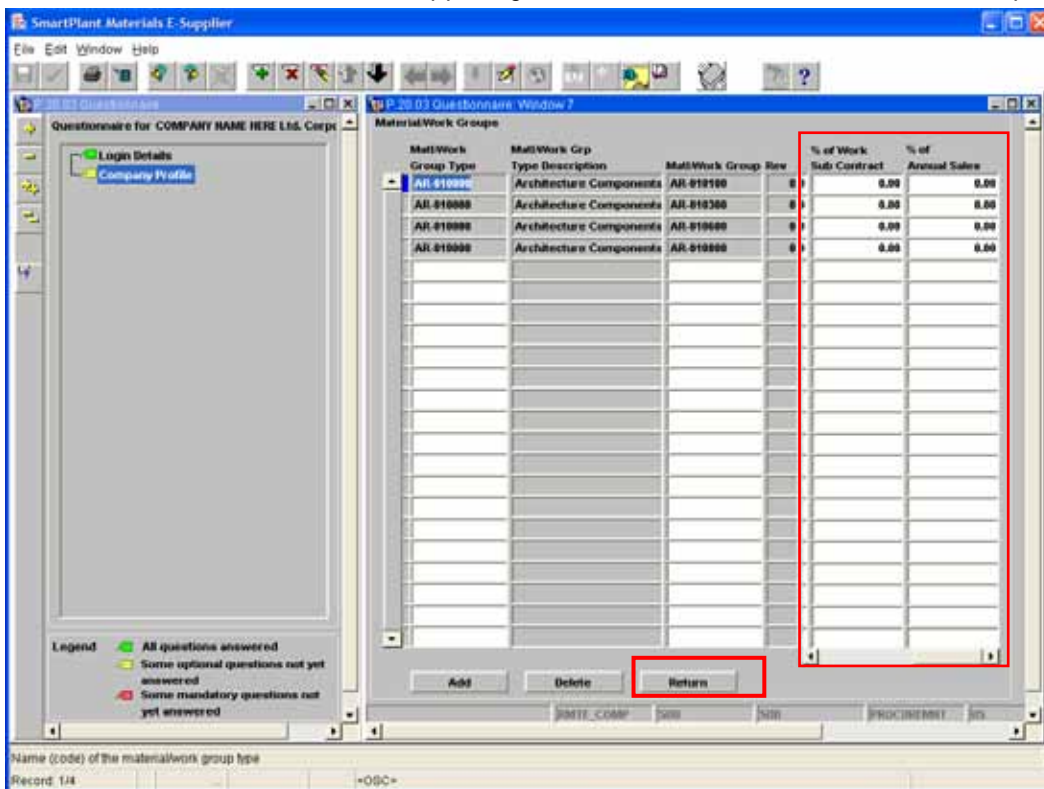 SmartPlant Materials E-Supplier
File Edit Window Help
P.20.03 Questionnaire
Questionnaire for COMPANY NAME HERE Ltd. Corpc
Login Details
Company Profile
Legend
All questions answered
Some optional questions not yet
answered
Some mandatory questions not
yet answered
P.20.03 Questionnaire: Window 7
Material/Work Groups
Matl/Work Matl/Work Grp % of Work % of
Group Type Type Description Matl/Work Group Rev Sub Contract Annual Sales
AR-010000 Architecture Components AR-010100 0.00 0.00
AR-010000 Architecture Components AR-010300 0.00 0.00
AR-010000 Architecture Components AR-010600 0.00 0.00
AR-010000 Architecture Components AR-010800 0.00 0.00
Add Delete Return
Name (code) of the material/work group type
Record: 1/4 <OSC>